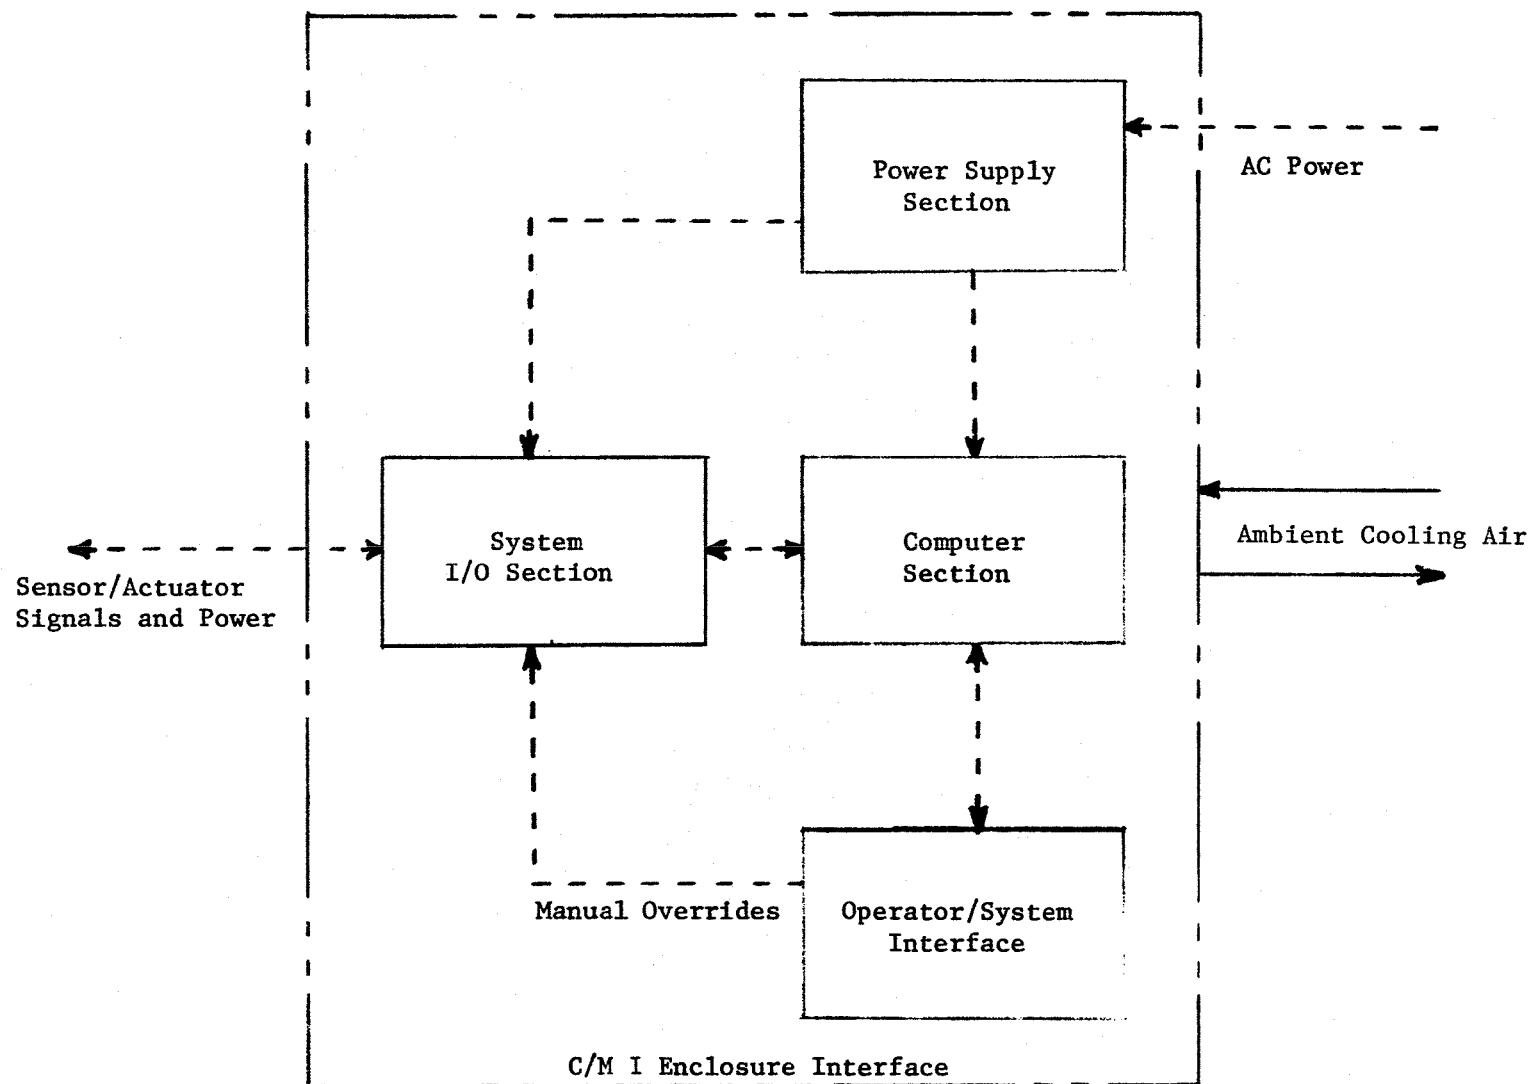 Power Supply
Section
AC Power
System
I/O Section
Computer
Section
Ambient Cooling Air
Sensor/Actuator
Signals and Power
Manual Overrides
Operator/System
Interface
C/M I Enclosure Interface